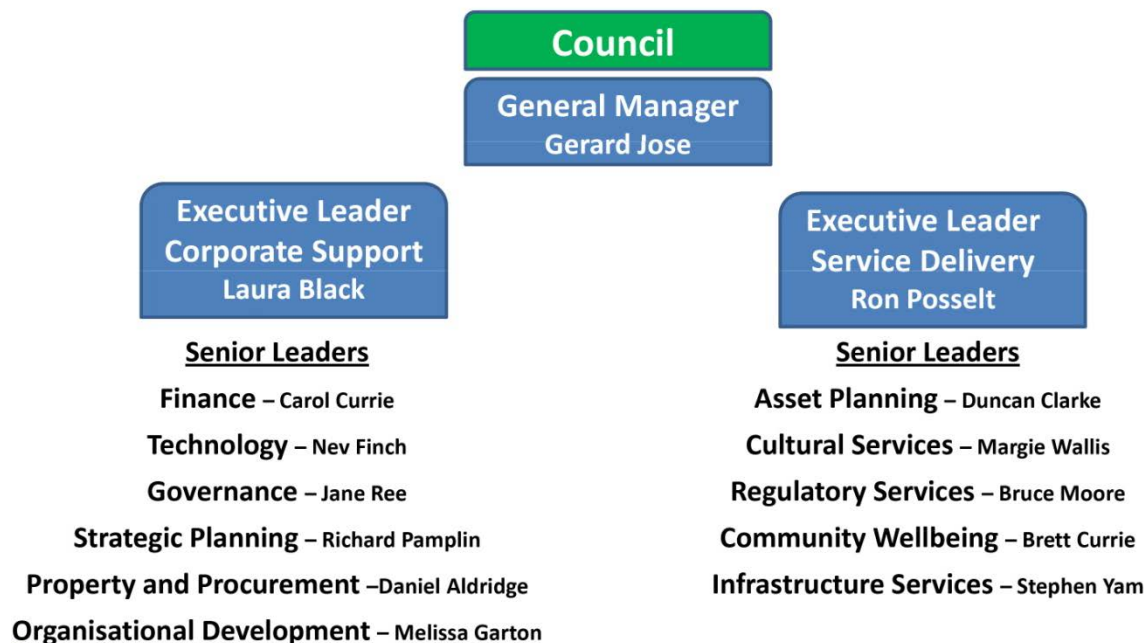 Council
General Manager
Gerard Jose
Executive Leader
Corporate Support
Laura Black
Senior Leaders
Finance – Carol Currie
Technology – Nev Finch
Governance – Jane Ree
Strategic Planning – Richard Pamplin
Property and Procurement –Daniel Aldridge
Organisational Development – Melissa Garton
Executive Leader
Service Delivery
Ron Posselt
Senior Leaders
Asset Planning – Duncan Clarke
Cultural Services – Margie Wallis
Regulatory Services – Bruce Moore
Community Wellbeing – Brett Currie
Infrastructure Services – Stephen Yam